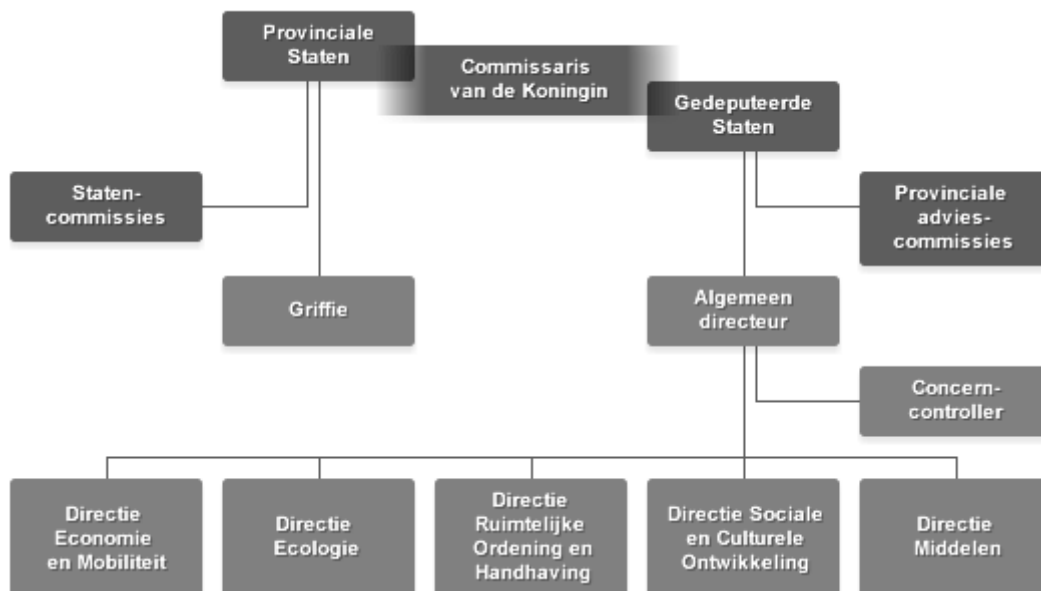 Provinciale
Staten
Commissaris
van de Koningin
Gedeputeerde
Staten
Staten-
commissies
Provinciale
advies-
commissies
Griffie
Algemeen
directeur
Concern-
controller
Directie
Economie
en Mobiliteit
Directie
Ecologie
Directie
Ruimtelijke
Ordening en
Handhaving
Directie Sociale
en Culturele
Ontwikkeling
Directie
Middelen